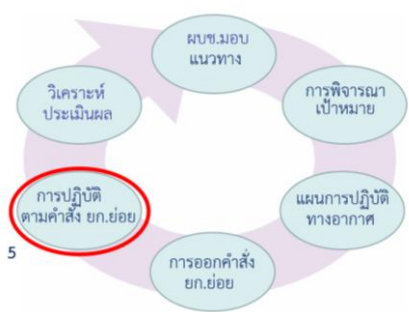 ผบช.มอบ
แนวทาง
การพิจารณา
เป้าหมาย
แผนการปฏิบัติ
ทางอากาศ
การออกคำสั่ง
ยก.ย่อย
การปฏิบัติ
ตามคำสั่ง ยก.ย่อย
5
วิเคราะห์
ประเมินผล